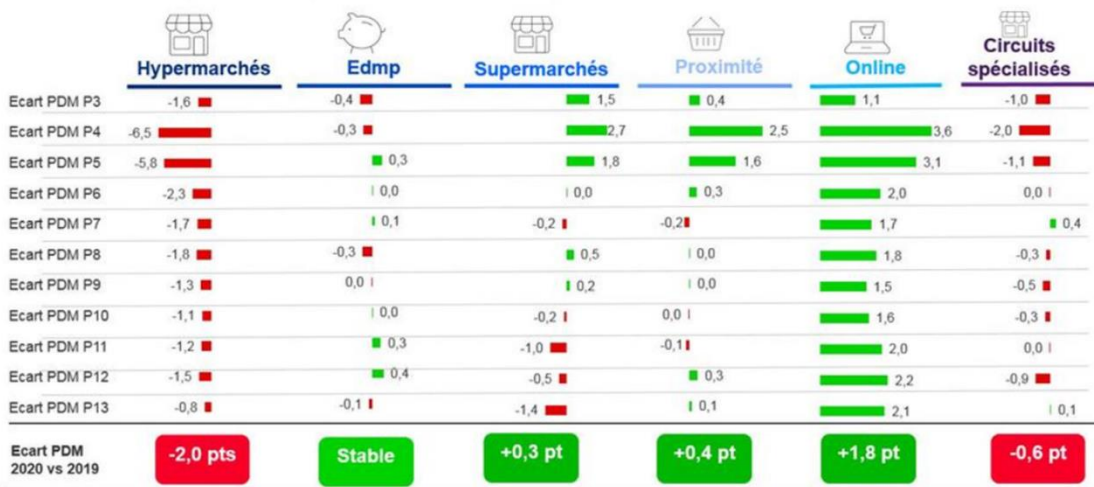 Hypermarchés Edmp Supermarchés Proximité Online Circuits spécialisés
Ecart PDM P3 -1,6 -0,4 1,5 0,4 1,1 -1,0
Ecart PDM P4 -6,5 -0,3 2,7 2,5 3,6 -2,0
Ecart PDM P5 -5,8 0,3 1,8 1,6 3,1 -1,1
Ecart PDM P6 -2,3 0,0 0,0 0,3 2,0 0,0
Ecart PDM P7 -1,7 0,1 -0,2 -0,2 1,7 0,4
Ecart PDM P8 -1,8 -0,3 0,5 0,0 1,8 -0,3
Ecart PDM P9 -1,3 0,0 0,2 0,0 1,5 -0,5
Ecart PDM P10 -1,1 0,0 -0,2 0,0 1,6 -0,3
Ecart PDM P11 -1,2 0,3 -1,0 -0,1 2,0 0,0
Ecart PDM P12 -1,5 0,4 -0,5 0,3 2,2 -0,9
Ecart PDM P13 -0,8 -0,1 -1,4 0,1 2,1 0,1
Ecart PDM
2020 vs 2019 -2,0 pts Stable +0,3 pt +0,4 pt +1,8 pt -0,6 pt